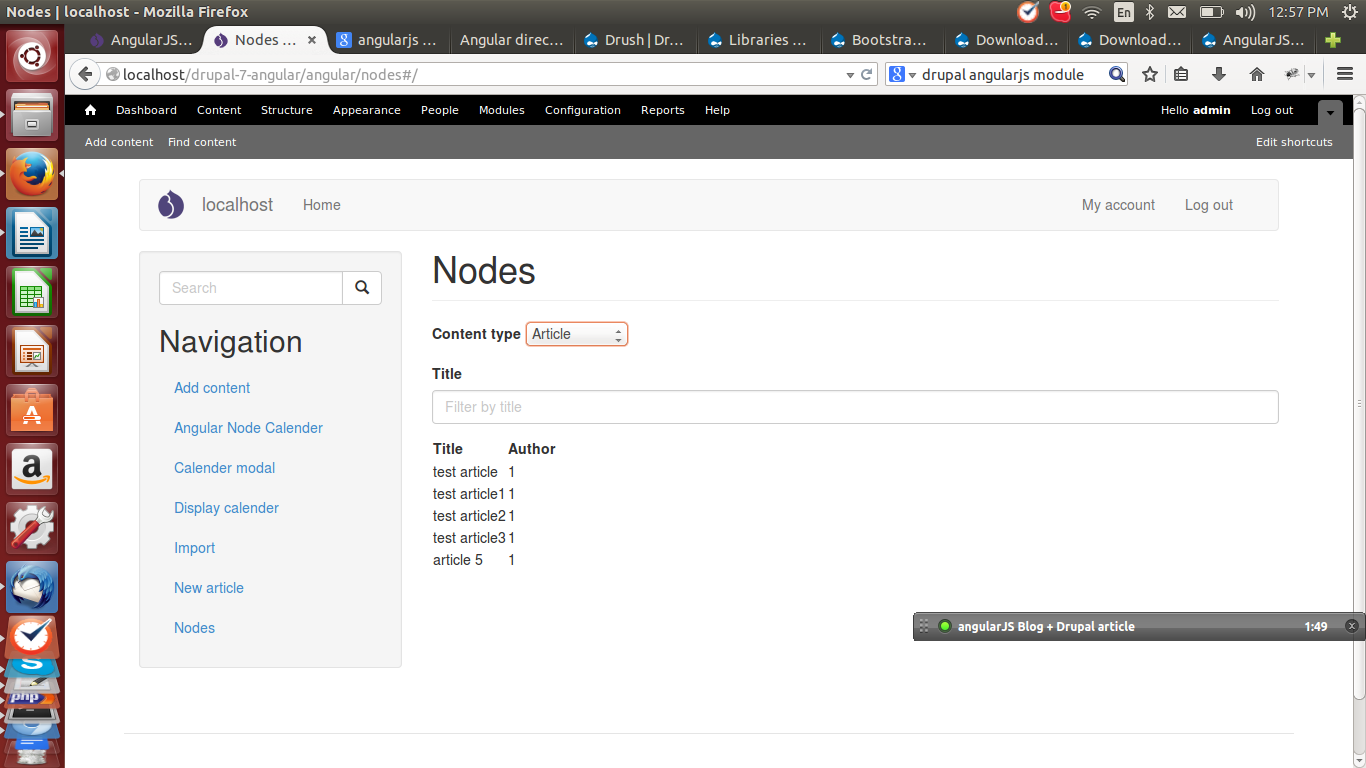 Nodes | localhost - Mozilla Firefox
En
12:57 PM
AngularJS...
Nodes ...
angularjs ...
Angular direc...
Drush | Dr...
Libraries ...
Bootstra...
Download...
Download...
AngularJS...
localhost/drupal-7-angular/angular/nodes#/
drupal angularjs module
Dashboard
Content
Structure
Appearance
People
Modules
Configuration
Reports
Help
Hello admin
Log out
Add content
Find content
Edit shortcuts
localhost
Home
My account
Log out
Search
Navigation
Add content
Angular Node Calender
Calender modal
Display calender
Import
New article
Nodes
Nodes
Content type Article
Title
Filter by title
Title Author
test article 1
test article1 1
test article2 1
test article3 1
article 5 1
angularJS Blog + Drupal article 1:49
php